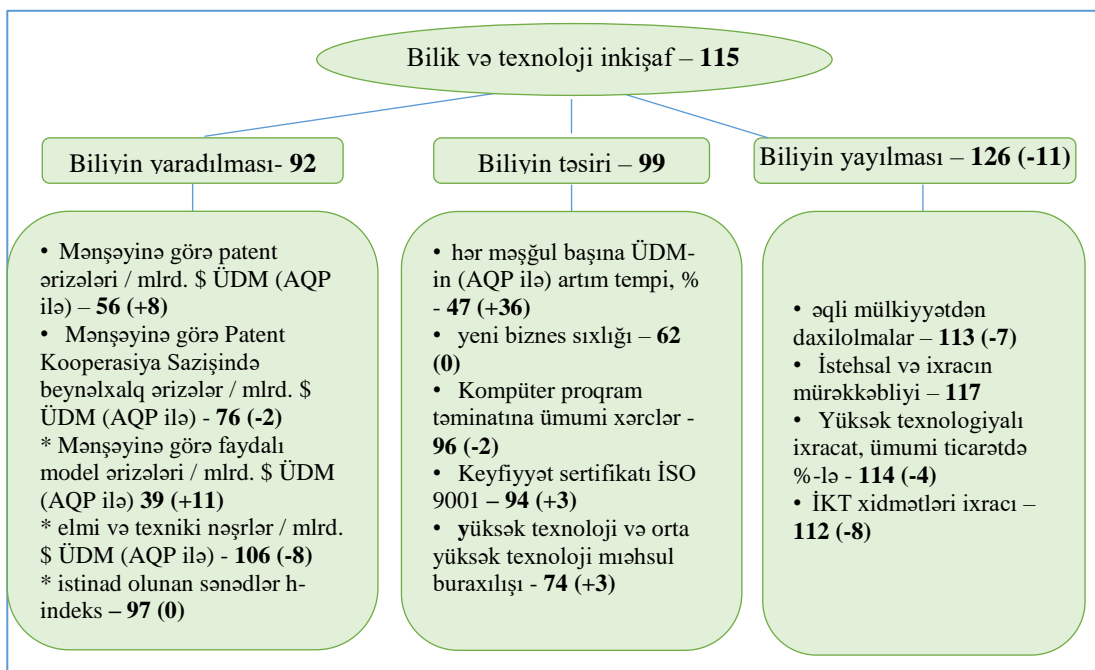 Bilik və texnoloji inkişaf – 115
Biliyin yaradılması- 92
Mənşəyinə görə patent
ərizələri / mlrd. $ ÜDM (AQP
ilə) – 56 (+8)
• Mənşəyinə görə Patent
Kooperasiya Sazişində
beynəlxalq ərizələr / mlrd. $
ÜDM (AQP ilə) - 76 (-2)
* Mənşəyinə görə faydalı
model ərizələri / mlrd. $ ÜDM
(AQP ilə) 39 (+11)
* elmi və texniki nəşrlər / mlrd.
$ ÜDM (AQP ilə) - 106 (-8)
* istinad olunan sənədlər h-
indeks – 97 (0)
Biliyin təsiri – 99
• hər məşğul başına ÜDM-
in (AQP ilə) artım tempi, %
- 47 (+36)
• yeni biznes sıxlığı – 62
(0)
• Kompüter proqram
təminatına ümumi xərclər -
96 (-2)
• Keyfiyyət sertifikatı İSO
9001 – 94 (+3)
• yüksək texnoloji və orta
yüksək texnoloji mıəhsul
buraxılışı - 74 (+3)
Biliyin yayılması – 126 (-11)
• əqli mülkiyyətdən
daxilolmalar – 113 (-7)
• İstehsal və ixracın
mürəkkəbliyi – 117
• Yüksək texnologiyalı
ixracat, ümumi ticarətdə
%-lə - 114 (-4)
• İKT xidmətləri ixracı –
112 (-8)